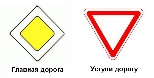 Главная дорога
Уступи дорогу